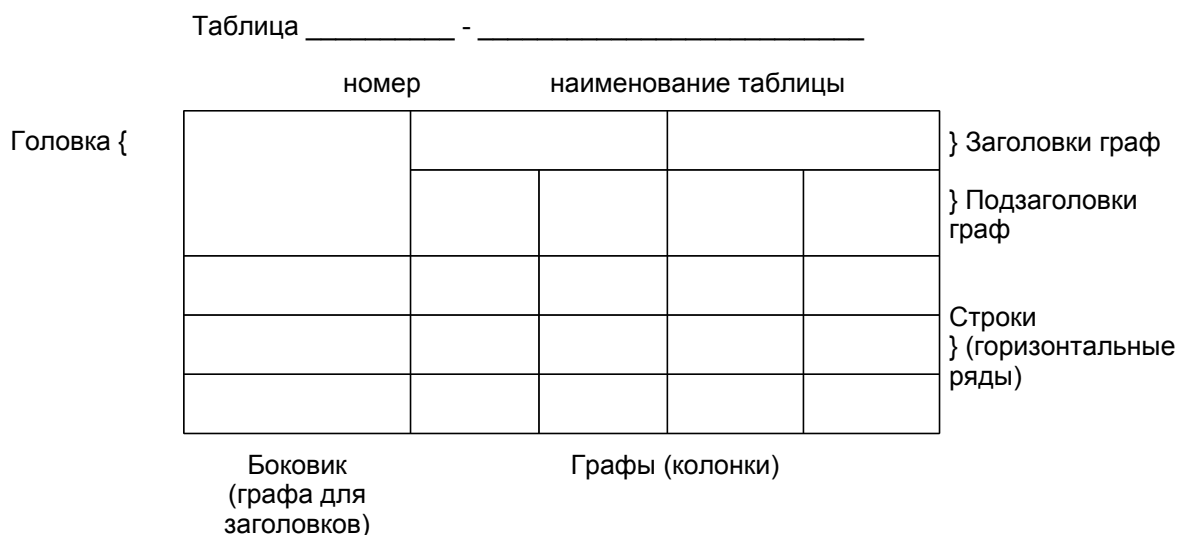 Таблица __________ - __________________________
номер наименование таблицы
Головка {
} Заголовки граф
} Подзаголовки
граф
Строки
} (горизонтальные
ряды)
Боковик
(графа для
заголовков)
Графы (колонки)